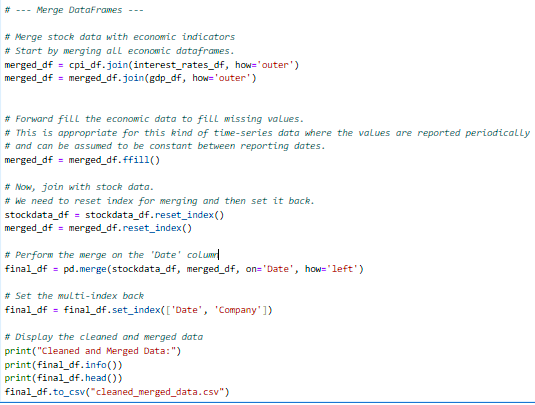 # --- Merge DataFrames ---
# Merge stock data with economic indicators
# Start by merging all economic dataframes.
merged_df = cpi_df.join(interest_rates_df, how='outer')
merged_df = merged_df.join(gdp_df, how='outer')
# Forward fill the economic data to fill missing values.
# This is appropriate for this kind of time-series data where the values are reported periodically
# and can be assumed to be constant between reporting dates.
merged_df = merged_df.ffill()
# Now, join with stock data.
# We need to reset index for merging and then set it back.
stockdata_df = stockdata_df.reset_index()
merged_df = merged_df.reset_index()
# Perform the merge on the 'Date' column
final_df = pd.merge(stockdata_df, merged_df, on='Date', how='left')
# Set the multi-index back
final_df = final_df.set_index(['Date', 'Company'])
# Display the cleaned and merged data
print("Cleaned and Merged Data:")
print(final_df.info())
print(final_df.head())
final_df.to_csv("cleaned_merged_data.csv")